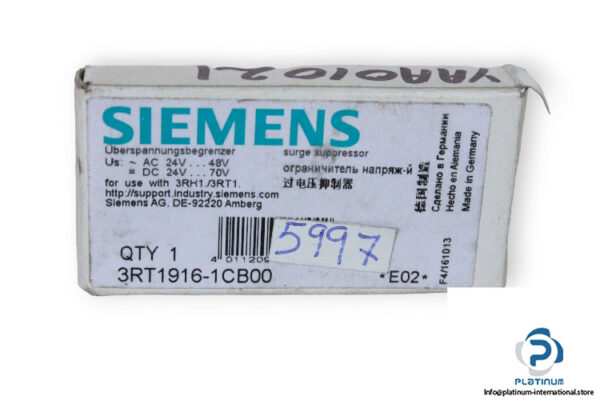 YAA01021
SIEMENS
Überspannungsbegrenzer
surge suppressor
Us: ~ AC 24V ... 48V
= DC 24V ... 70V
ограничитель напряж-й
过电压抑制器
for use with 3RH1./3RT1.
http://support.industry.siemens.com
Siemens AG, DE-92220 Amberg
德国制造
Сделано в Германии
Hecho en Alemania
Made in Germany
QTY 1
4 011209
5997
3RT1916-1CB00
*E02*
F4/161013
PLATINUM
Info@platinum-international.store